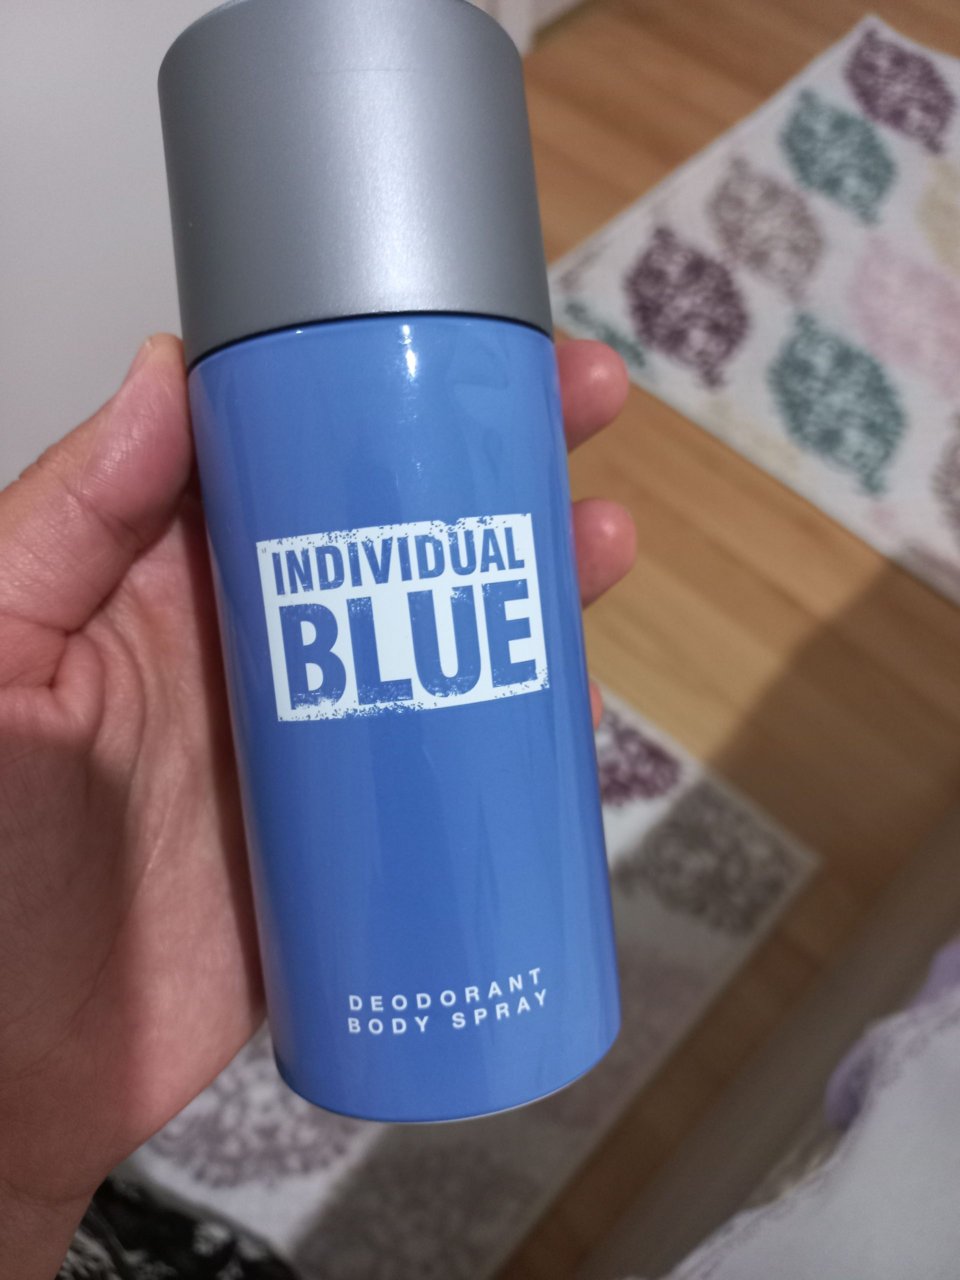 INDIVIDUAL
BLUE
DEODORANT
BODY SPRAY